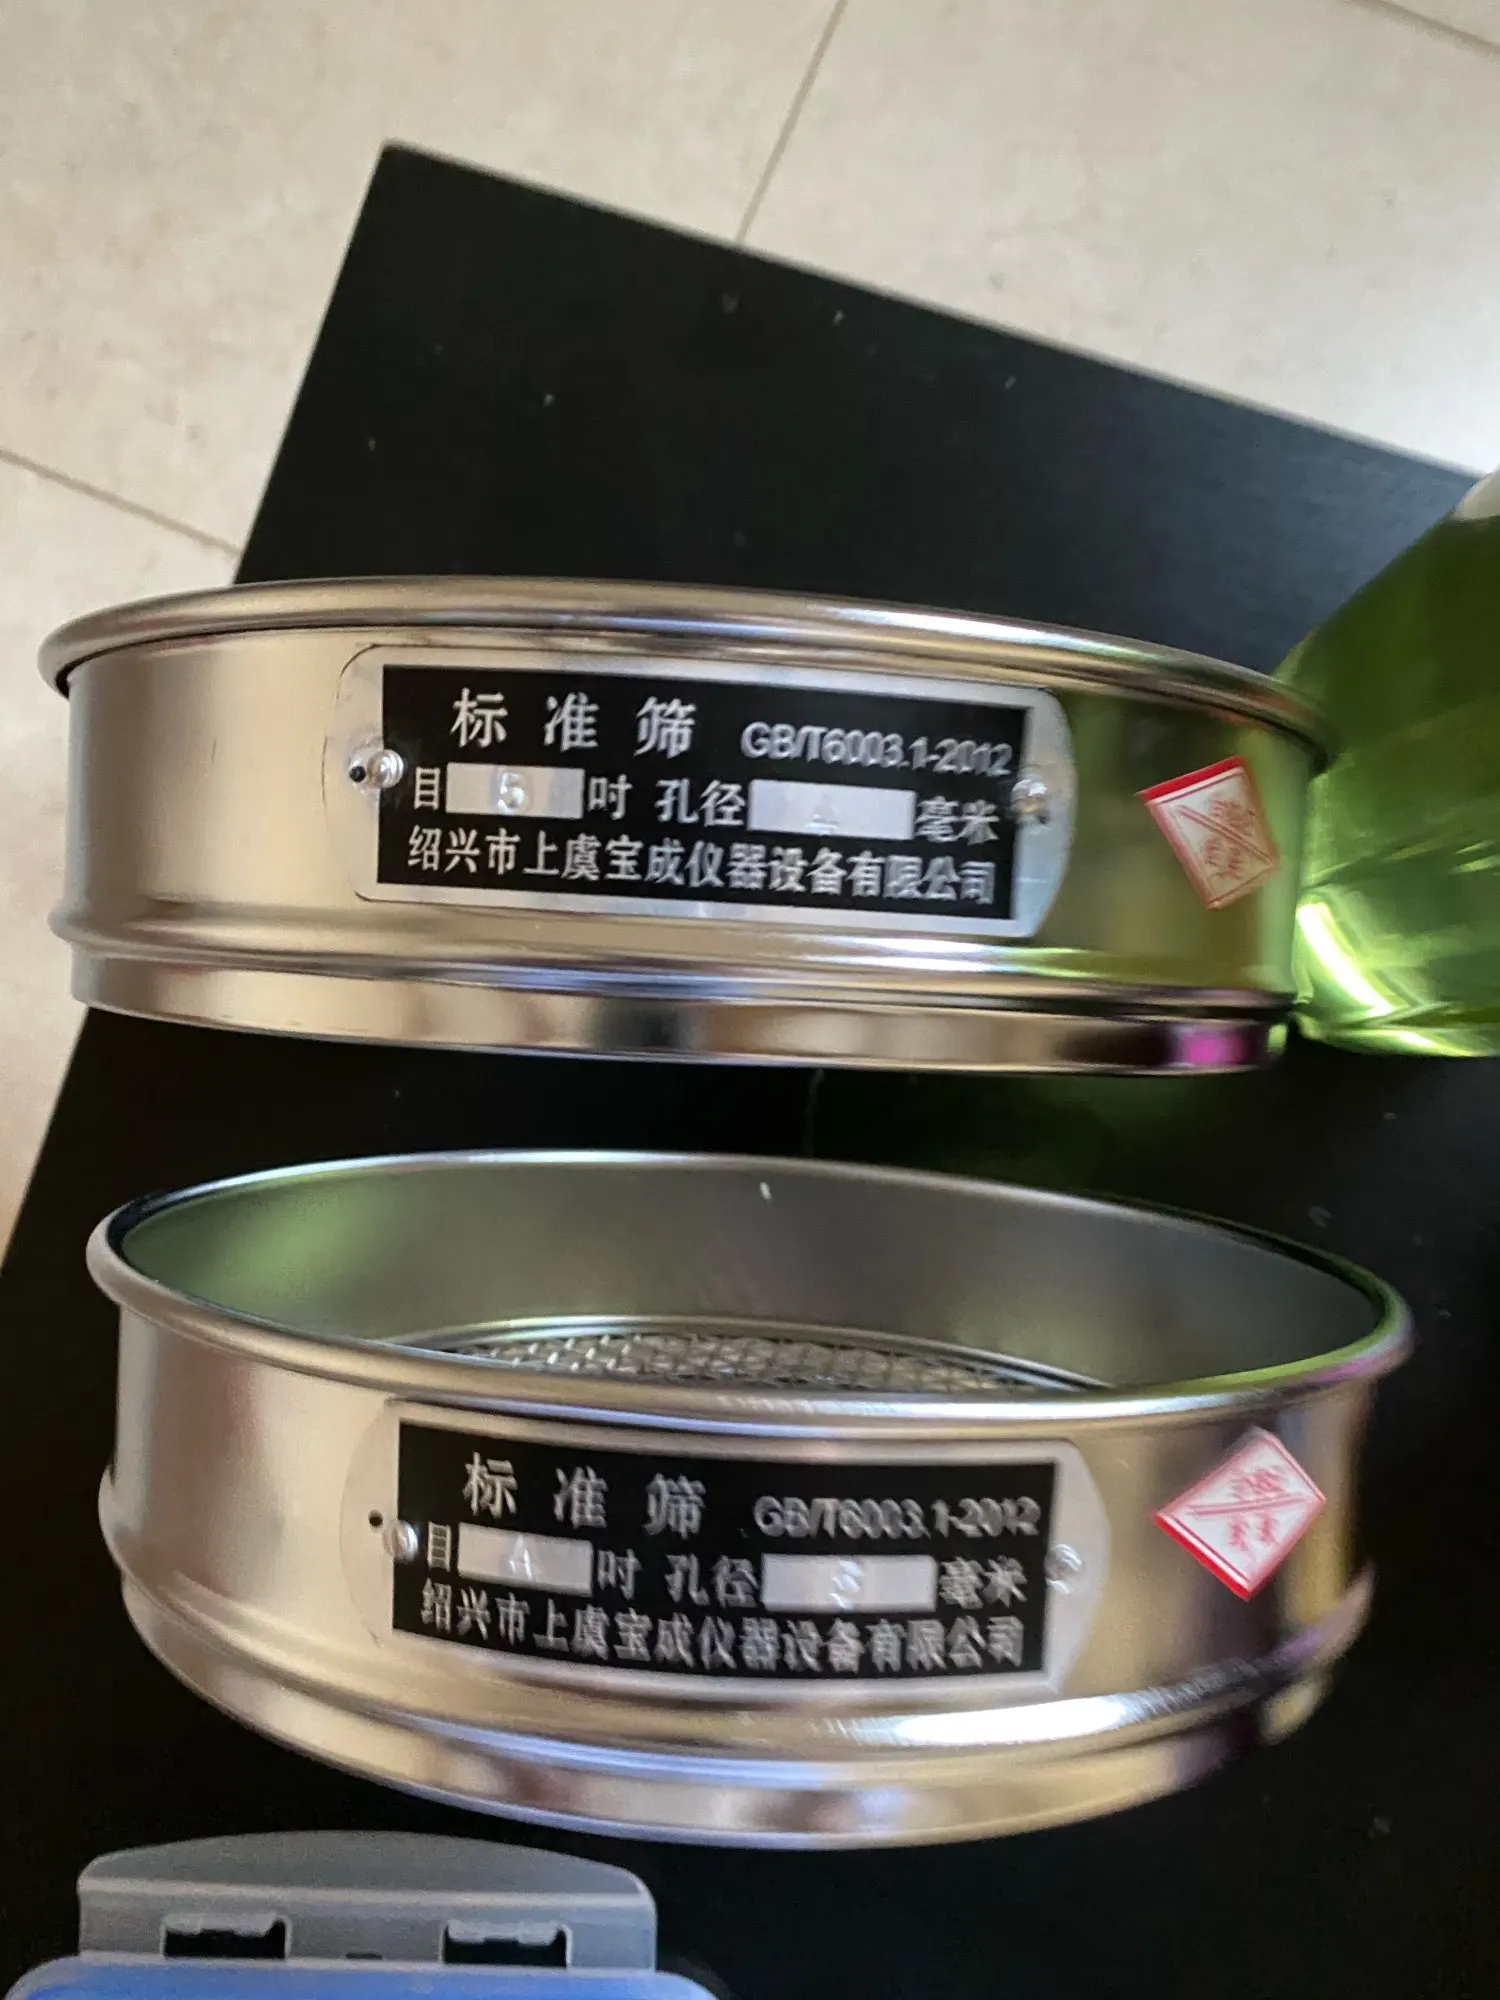 标准筛 GB/T6003.1-2012
目 5 吋 孔径 4 毫米
绍兴市上虞宝成仪器设备有限公司
标准筛 GB/T6003.1-2012
目 4 吋 孔径 毫米
绍兴市上虞宝成仪器设备有限公司